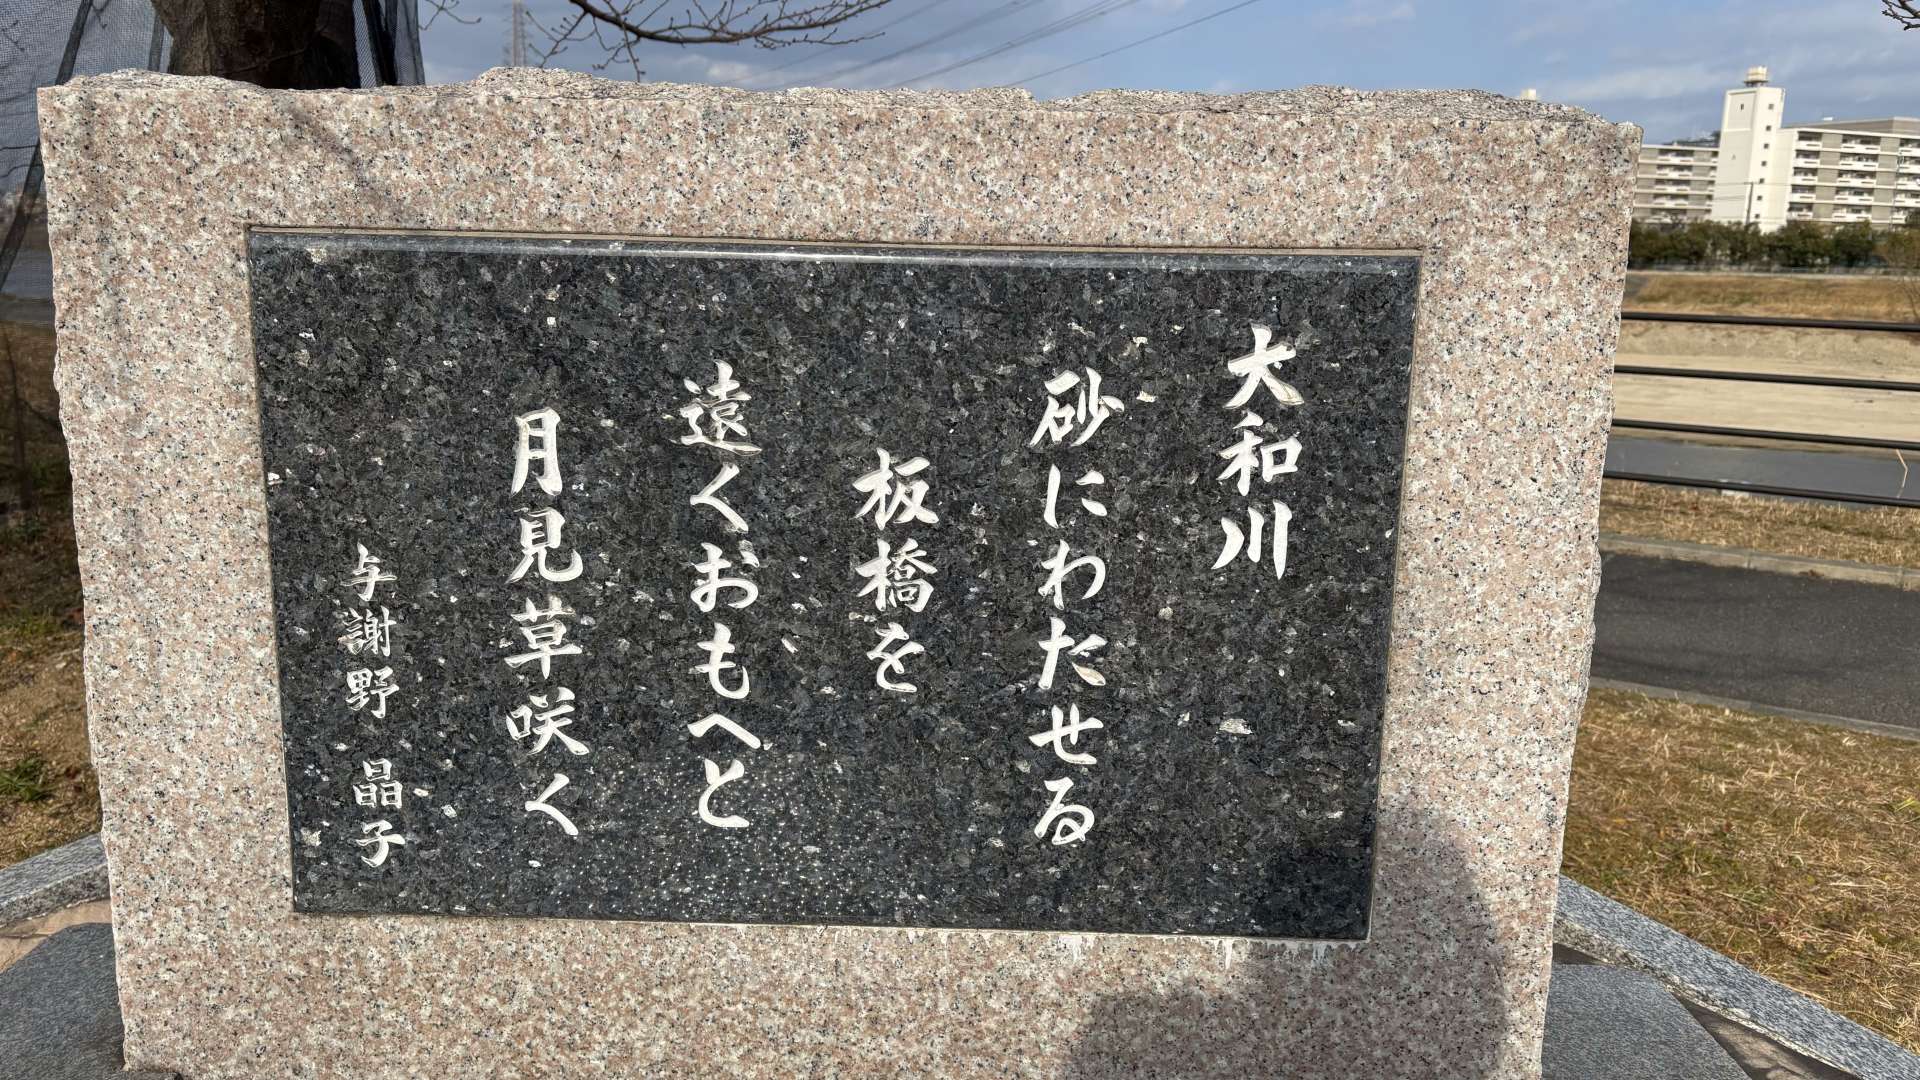 大和川
砂にわたせる
板橋を
遠くおもへと
月見草咲く
与謝野 晶子